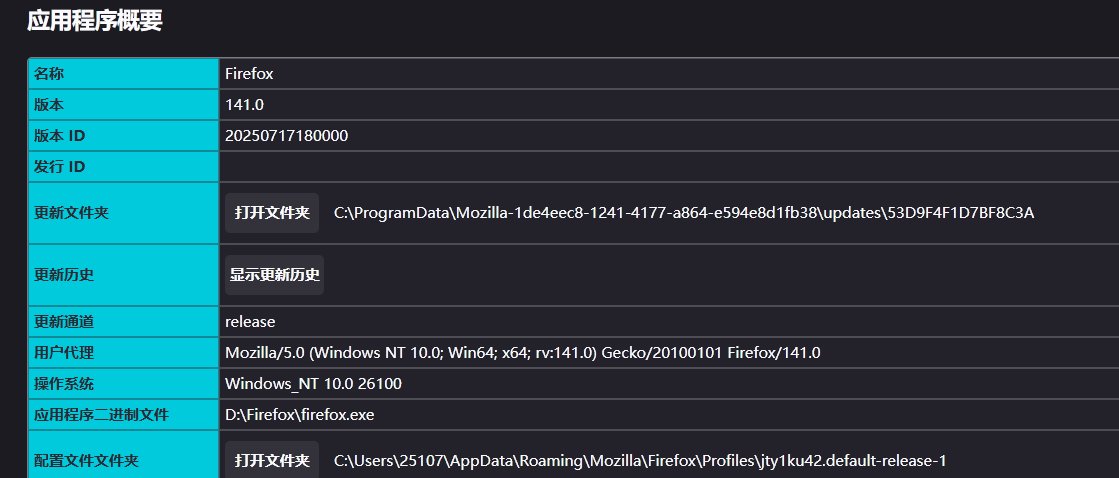 应用程序概要
名称 Firefox
版本 141.0
版本 ID 20250717180000
发行 ID
更新文件夹 打开文件夹 C:\ProgramData\Mozilla-1de4eec8-1241-4177-a864-e594e8d1fb38\updates\53D9F4F1D7BF8C3A
更新历史 显示更新历史
更新通道 release
用户代理 Mozilla/5.0 (Windows NT 10.0; Win64; x64; rv:141.0) Gecko/20100101 Firefox/141.0
操作系统 Windows_NT 10.0 26100
应用程序二进制文件 D:\Firefox\firefox.exe
配置文件文件夹 打开文件夹 C:\Users\25107\AppData\Roaming\Mozilla\Firefox\Profiles\jty1ku42.default-release-1